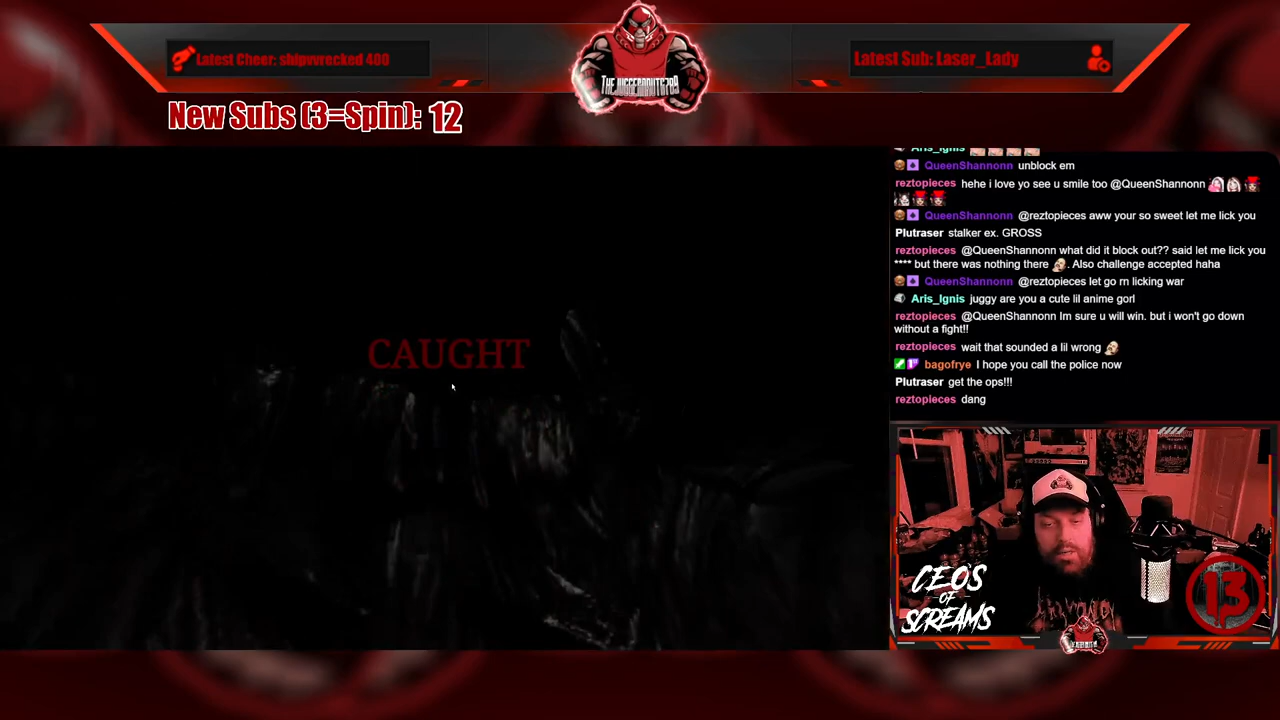 Latest Cheer: shipvvrecked 400
THEJUGGERNAUT6789
Latest Sub: Laser_Lady
New Subs (3=Spin): 12
Aris_Ignis
QueenShannonn unblock em
reztopieces hehe i love yo see u smile too @QueenShannonn
QueenShannonn @reztopieces aww your so sweet let me lick you
Plutraser stalker ex. GROSS
reztopieces @QueenShannonn what did it block out?? said let me lick you
**** but there was nothing there . Also challenge accepted haha
QueenShannonn @reztopieces let go rn licking war
Aris_Ignis juggy are you a cute lil anime gorl
reztopieces @QueenShannonn Im sure u will win. but i won't go down
without a fight!!
reztopieces wait that sounded a lil wrong
bagofrye I hope you call the police now
Plutraser get the ops!!!
reztopieces dang
CAUGHT
CEOS
OF
SCREAMS
13